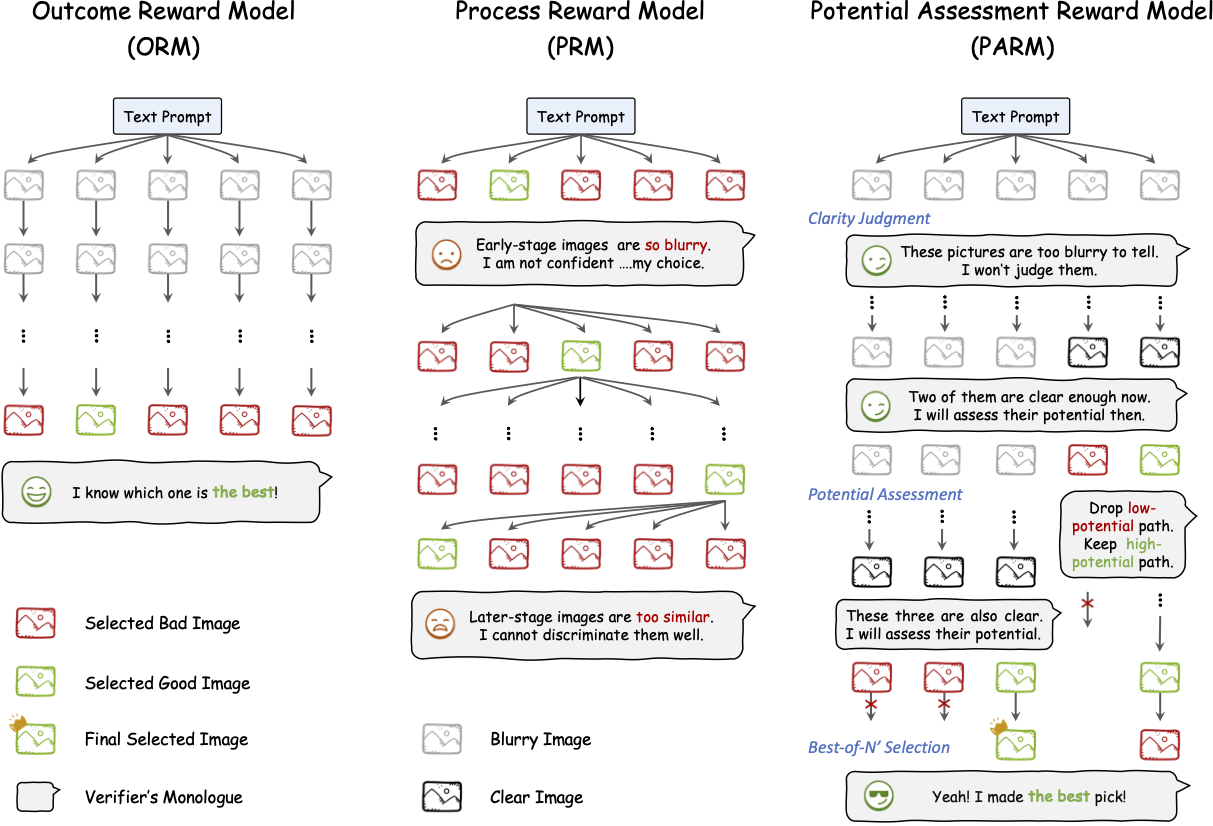 Outcome Reward Model
(ORM)
Text Prompt
I know which one is the best!
Selected Bad Image
Selected Good Image
Final Selected Image
Verifier's Monologue
Process Reward Model
(PRM)
Text Prompt
Early-stage images are so blurry.
I am not confident ....my choice.
Later-stage images are too similar.
I cannot discriminate them well.
Blurry Image
Clear Image
Potential Assessment Reward Model
(PARM)
Text Prompt
Clarity Judgment
These pictures are too blurry to tell.
I won't judge them.
Two of them are clear enough now.
I will assess their potential then.
Potential Assessment
Drop low-
potential path.
Keep high-
potential path.
These three are also clear.
I will assess their potential.
Best-of-N' Selection
Yeah! I made the best pick!